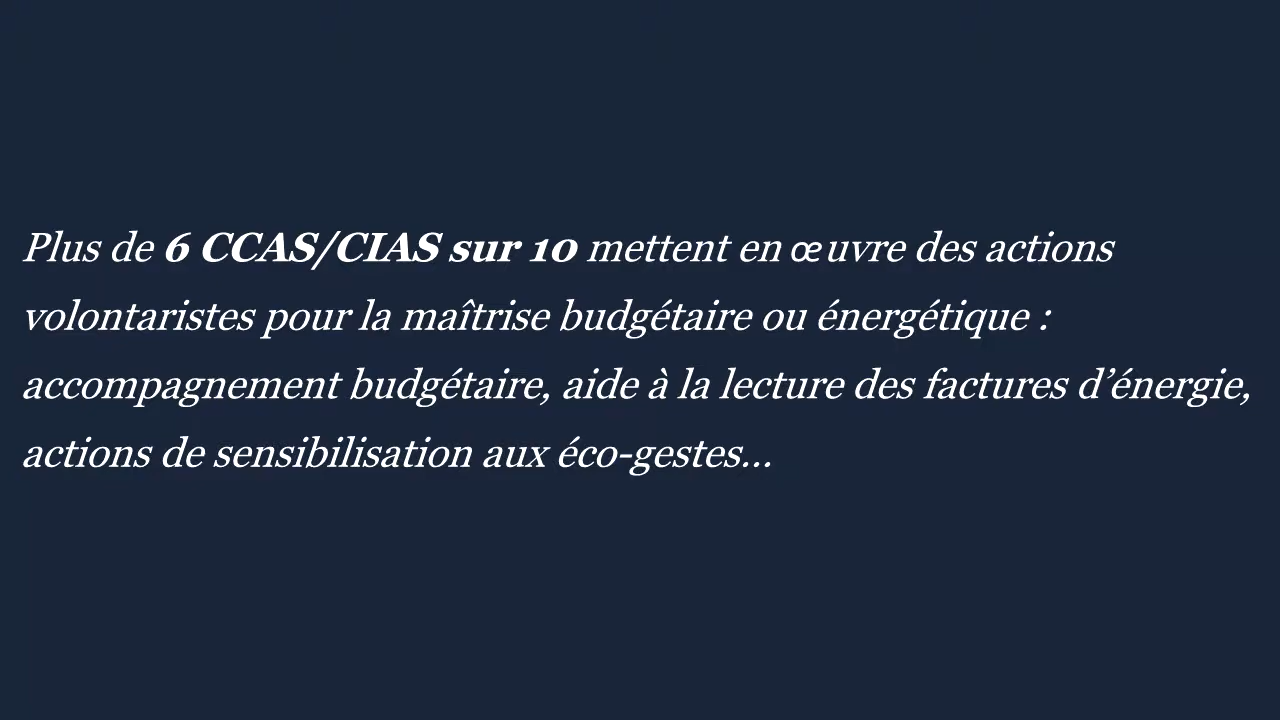 Plus de 6 CCAS/CIAS sur 10 mettent en œuvre des actions
volontaristes pour la maîtrise budgétaire ou énergétique :
accompagnement budgétaire, aide à la lecture des factures d’énergie,
actions de sensibilisation aux éco-gestes...